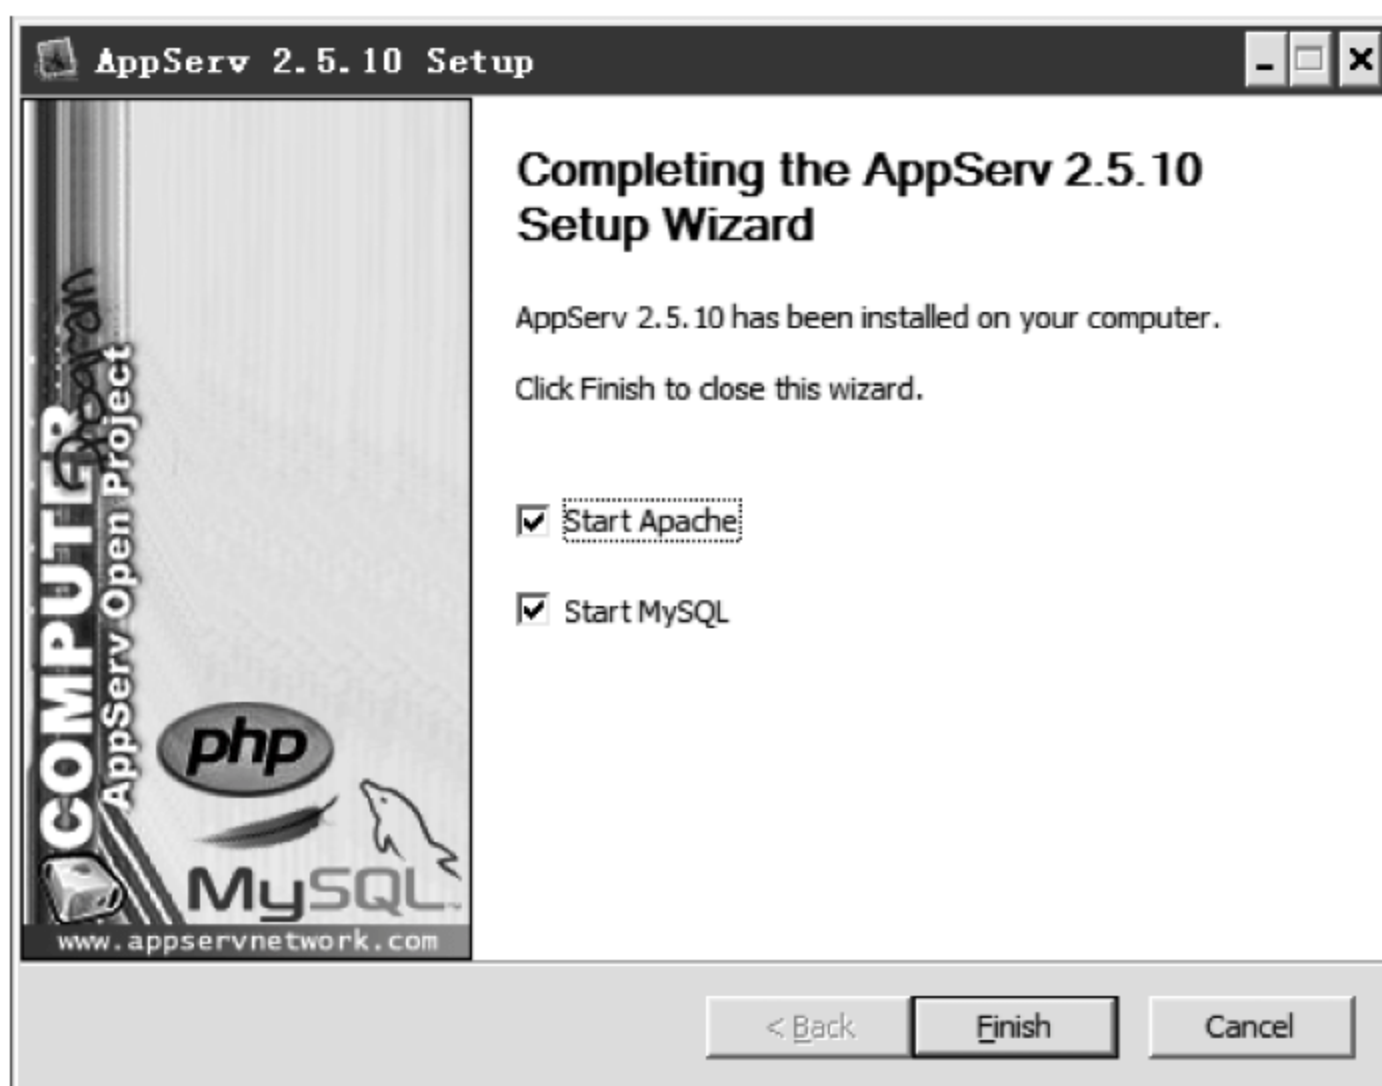 AppServ 2.5.10 Setup
Completing the AppServ 2.5.10
Setup Wizard
AppServ 2.5.10 has been installed on your computer.
Click Finish to close this wizard.
Start Apache
Start MySQL
COMPUTER
Program
AppServ Open Project
php
MySQL
www.appservnetwork.com
< Back
Finish
Cancel